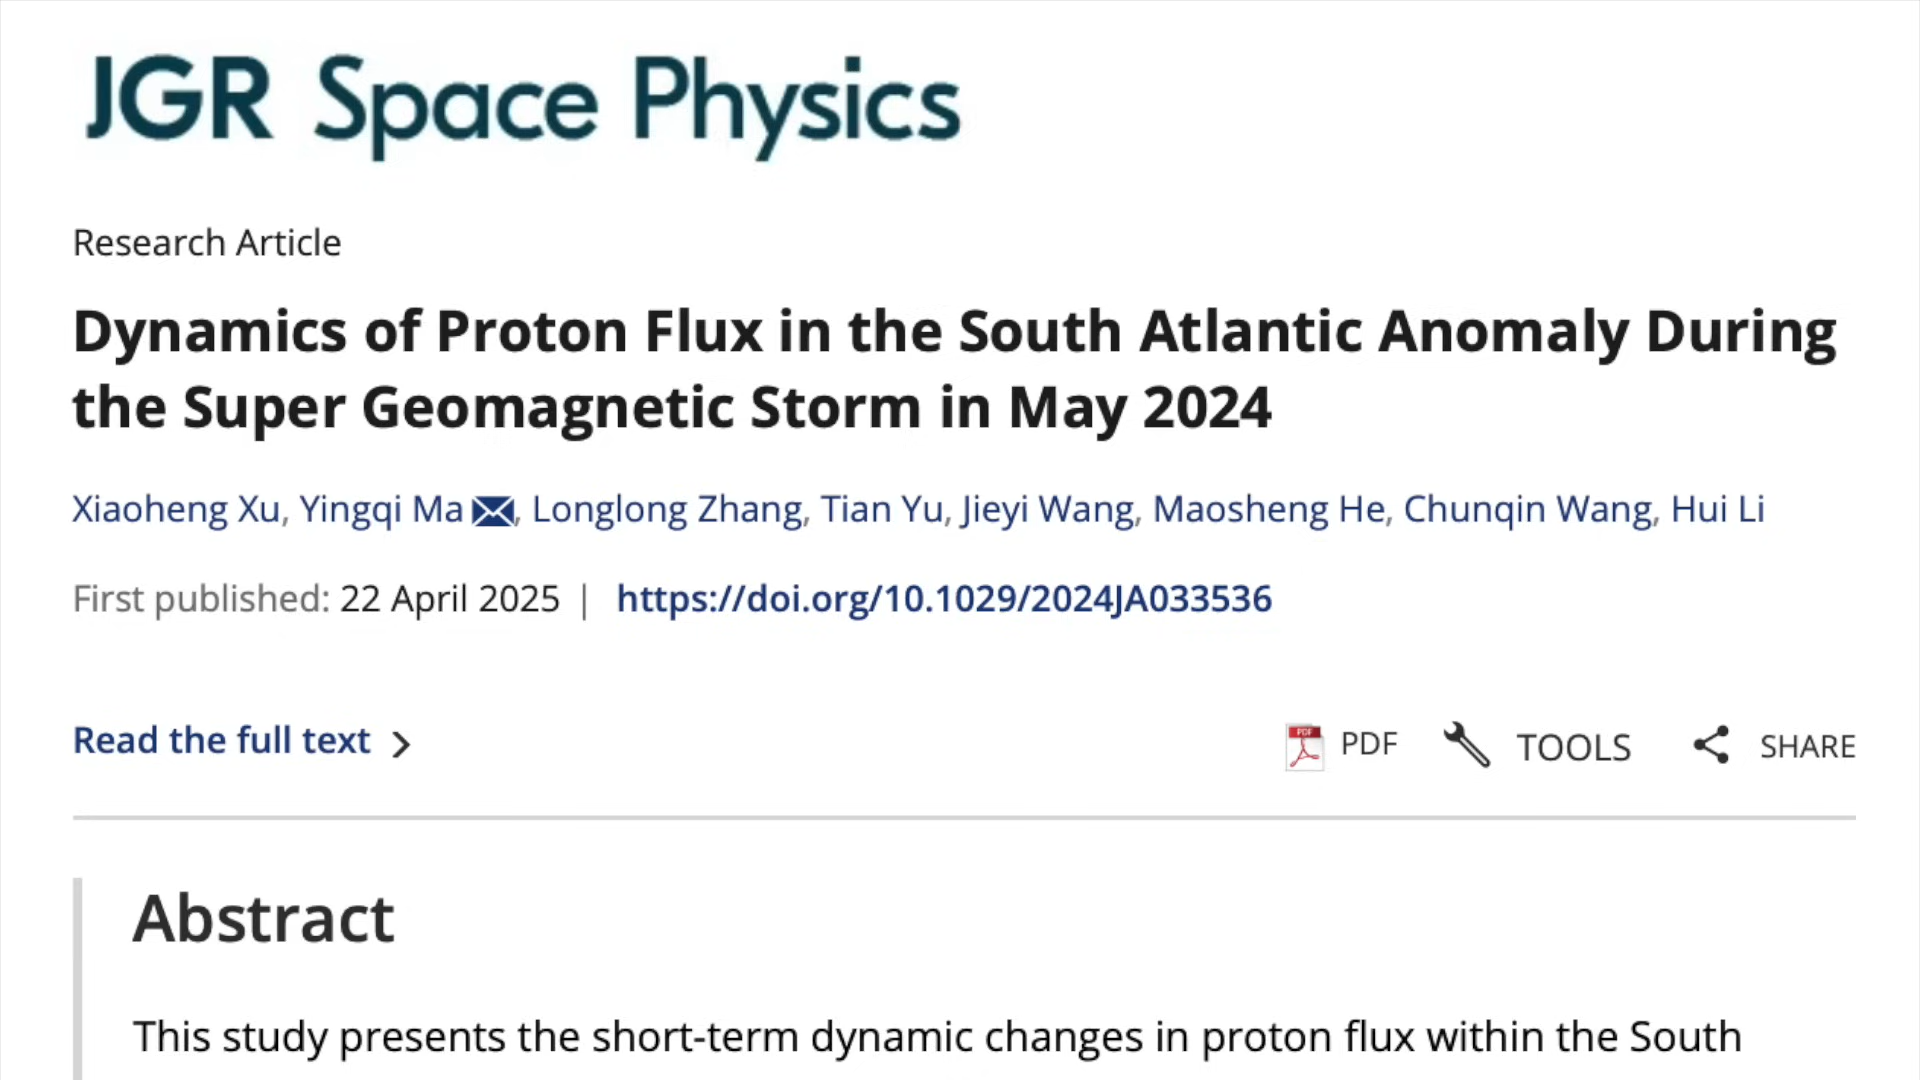 JGR Space Physics
Research Article
Dynamics of Proton Flux in the South Atlantic Anomaly During
the Super Geomagnetic Storm in May 2024
Xiaoheng Xu, Yingqi Ma, Longlong Zhang, Tian Yu, Jieyi Wang, Maosheng He, Chunqin Wang, Hui Li
First published: 22 April 2025 | https://doi.org/10.1029/2024JA033536
Read the full text PDF PDF TOOLS SHARE
Abstract
This study presents the short-term dynamic changes in proton flux within the South